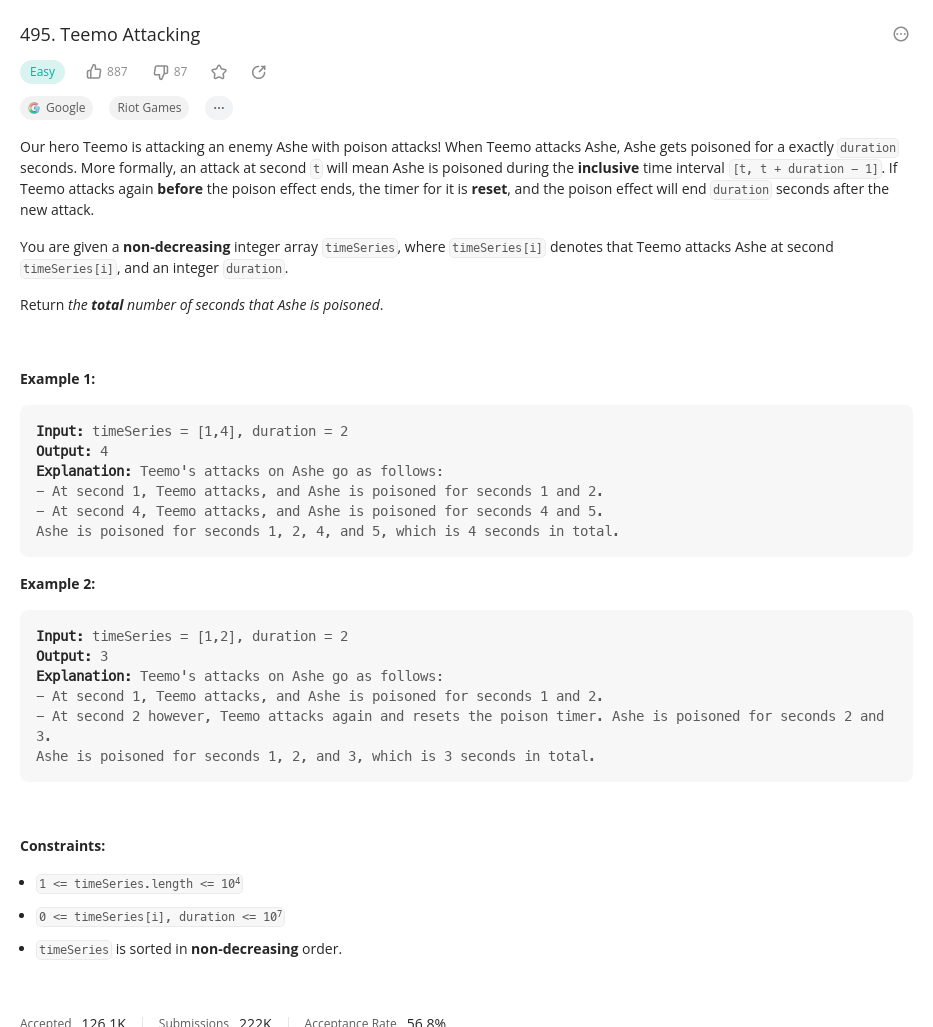 495. Teemo Attacking
Easy 887 87
Google Riot Games ...
Our hero Teemo is attacking an enemy Ashe with poison attacks! When Teemo attacks Ashe, Ashe gets poisoned for a exactly duration
seconds. More formally, an attack at second t will mean Ashe is poisoned during the inclusive time interval [t, t + duration − 1]. If
Teemo attacks again before the poison effect ends, the timer for it is reset, and the poison effect will end duration seconds after the
new attack.
You are given a non-decreasing integer array timeSeries, where timeSeries[i] denotes that Teemo attacks Ashe at second
timeSeries[i], and an integer duration.
Return the total number of seconds that Ashe is poisoned.
Example 1:
Input: timeSeries = [1,4], duration = 2
Output: 4
Explanation: Teemo's attacks on Ashe go as follows:
− At second 1, Teemo attacks, and Ashe is poisoned for seconds 1 and 2.
− At second 4, Teemo attacks, and Ashe is poisoned for seconds 4 and 5.
Ashe is poisoned for seconds 1, 2, 4, and 5, which is 4 seconds in total.
Example 2:
Input: timeSeries = [1,2], duration = 2
Output: 3
Explanation: Teemo's attacks on Ashe go as follows:
− At second 1, Teemo attacks, and Ashe is poisoned for seconds 1 and 2.
− At second 2 however, Teemo attacks again and resets the poison timer. Ashe is poisoned for seconds 2 and
3.
Ashe is poisoned for seconds 1, 2, and 3, which is 3 seconds in total.
Constraints:
• 1 <= timeSeries.length <= 10⁴
• 0 <= timeSeries[i], duration <= 10⁷
• timeSeries is sorted in non-decreasing order.
Accepted 126.1K Submissions 222K Acceptance Rate 56.8%